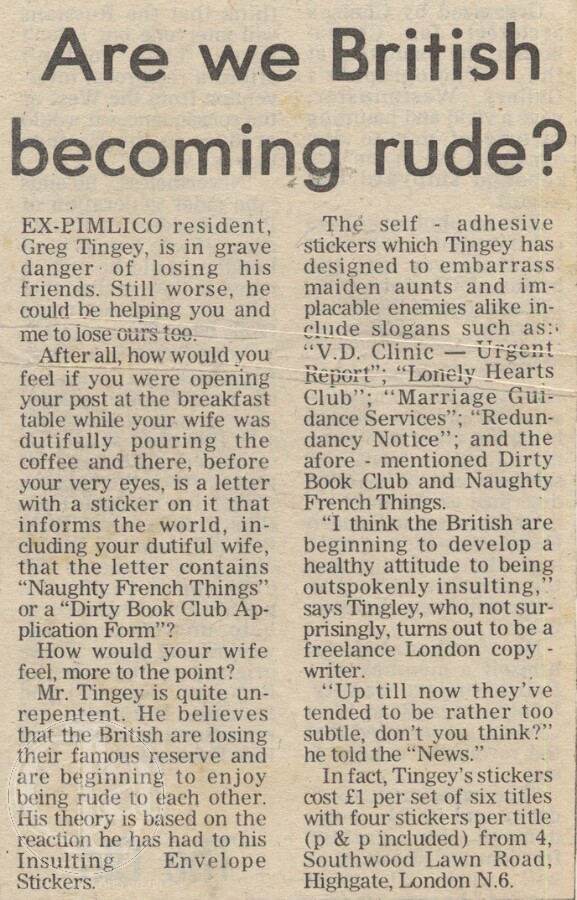 Are we British
becoming rude?
EX-PIMLICO resident,
Greg Tingey, is in grave
danger of losing his
friends. Still worse, he
could be helping you and
me to lose ours too.
After all, how would you
feel if you were opening
your post at the breakfast
table while your wife was
dutifully pouring the
coffee and there, before
your very eyes, is a letter
with a sticker on it that
informs the world, in-
cluding your dutiful wife,
that the letter contains
“Naughty French Things”
or a “Dirty Book Club Ap-
plication Form”?
How would your wife
feel, more to the point?
Mr. Tingey is quite un-
repentent. He believes
that the British are losing
their famous reserve and
are beginning to enjoy
being rude to each other.
His theory is based on the
reaction he has had to his
Insulting Envelope
Stickers.
The self - adhesive
stickers which Tingey has
designed to embarrass
maiden aunts and im-
placable enemies alike in-
clude slogans such as:
“V.D. Clinic — Urgent
Report”; “Lonely Hearts
Club”; “Marriage Gui-
dance Services”; “Redun-
dancy Notice”; and the
afore - mentioned Dirty
Book Club and Naughty
French Things.
“I think the British are
beginning to develop a
healthy attitude to being
outspokenly insulting,”
says Tingley, who, not sur-
prisingly, turns out to be a
freelance London copy -
writer.
“Up till now they’ve
tended to be rather too
subtle, don’t you think?”
he told the “News.”
In fact, Tingey’s stickers
cost £1 per set of six titles
with four stickers per title
(p & p included) from 4,
Southwood Lawn Road,
Highgate, London N.6.